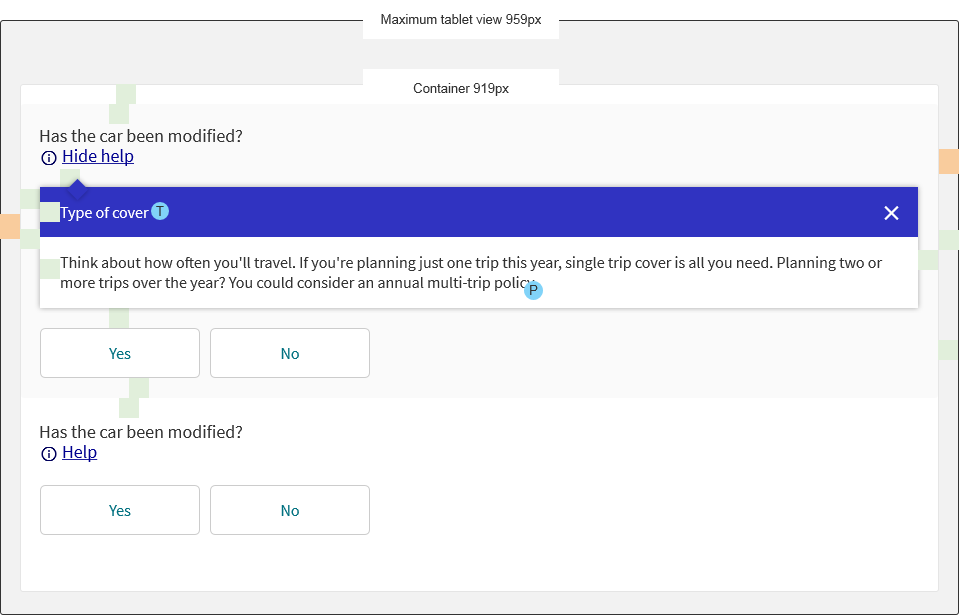 Maximum tablet view 959px
Container 919px
Has the car been modified?
Hide help
Type of cover T
Think about how often you'll travel. If you're planning just one trip this year, single trip cover is all you need. Planning two or
more trips over the year? You could consider an annual multi-trip policy.
P
Yes
No
Has the car been modified?
Help
Yes
No